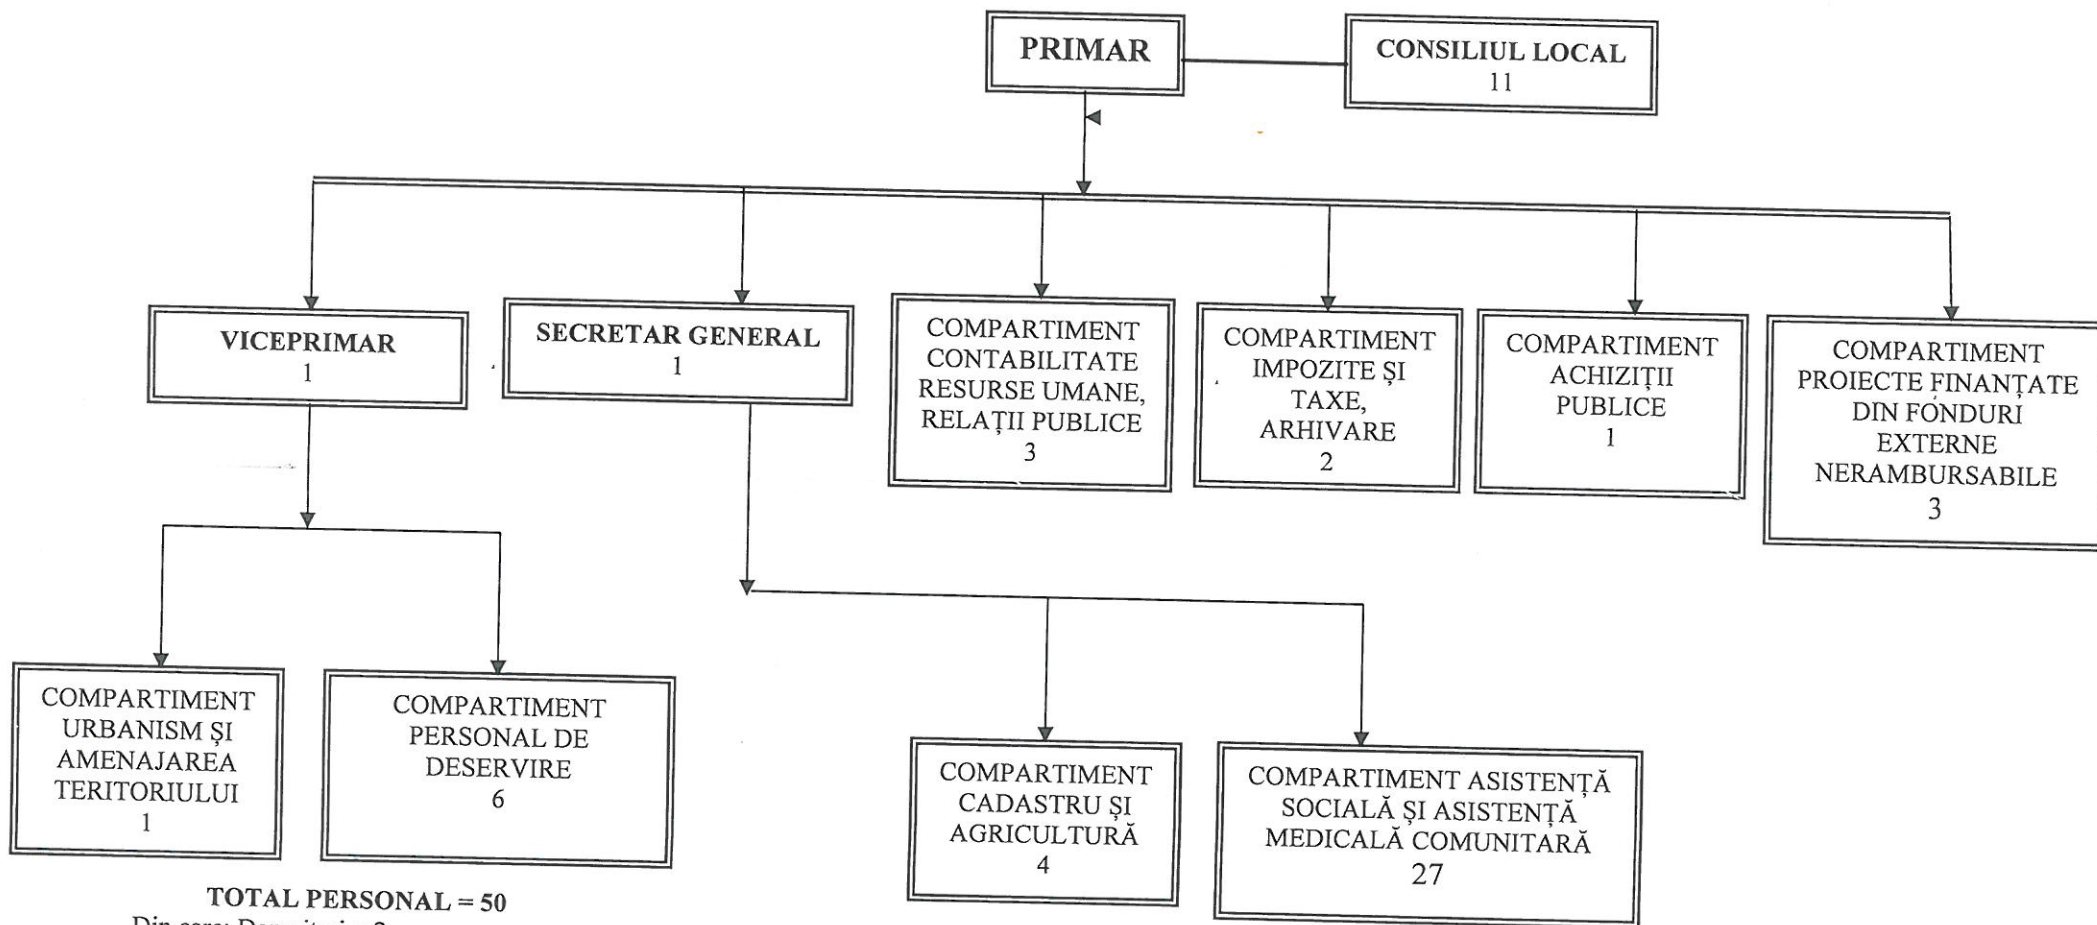 PRIMAR
CONSILIUL LOCAL
11
VICEPRIMAR
1
SECRETAR GENERAL
1
COMPARTIMENT
CONTABILITATE
RESURSE UMANE,
RELAȚII PUBLICE
3
COMPARTIMENT
IMPOZITE ȘI
TAXE,
ARHIVARE
2
COMPARTIMENT
ACHIZIȚII
PUBLICE
1
COMPARTIMENT
PROIECTE FINANȚATE
DIN FONDURI
EXTERNE
NERAMBURSABILE
3
COMPARTIMENT
URBANISM ȘI
AMENAJAREA
TERITORIULUI
1
COMPARTIMENT
PERSONAL DE
DESERVIRE
6
COMPARTIMENT
CADASTRU ȘI
AGRICULTURĂ
4
COMPARTIMENT ASISTENȚĂ
SOCIALĂ ȘI ASISTENȚĂ
MEDICALĂ COMUNITARĂ
27
TOTAL PERSONAL = 50
Din care: